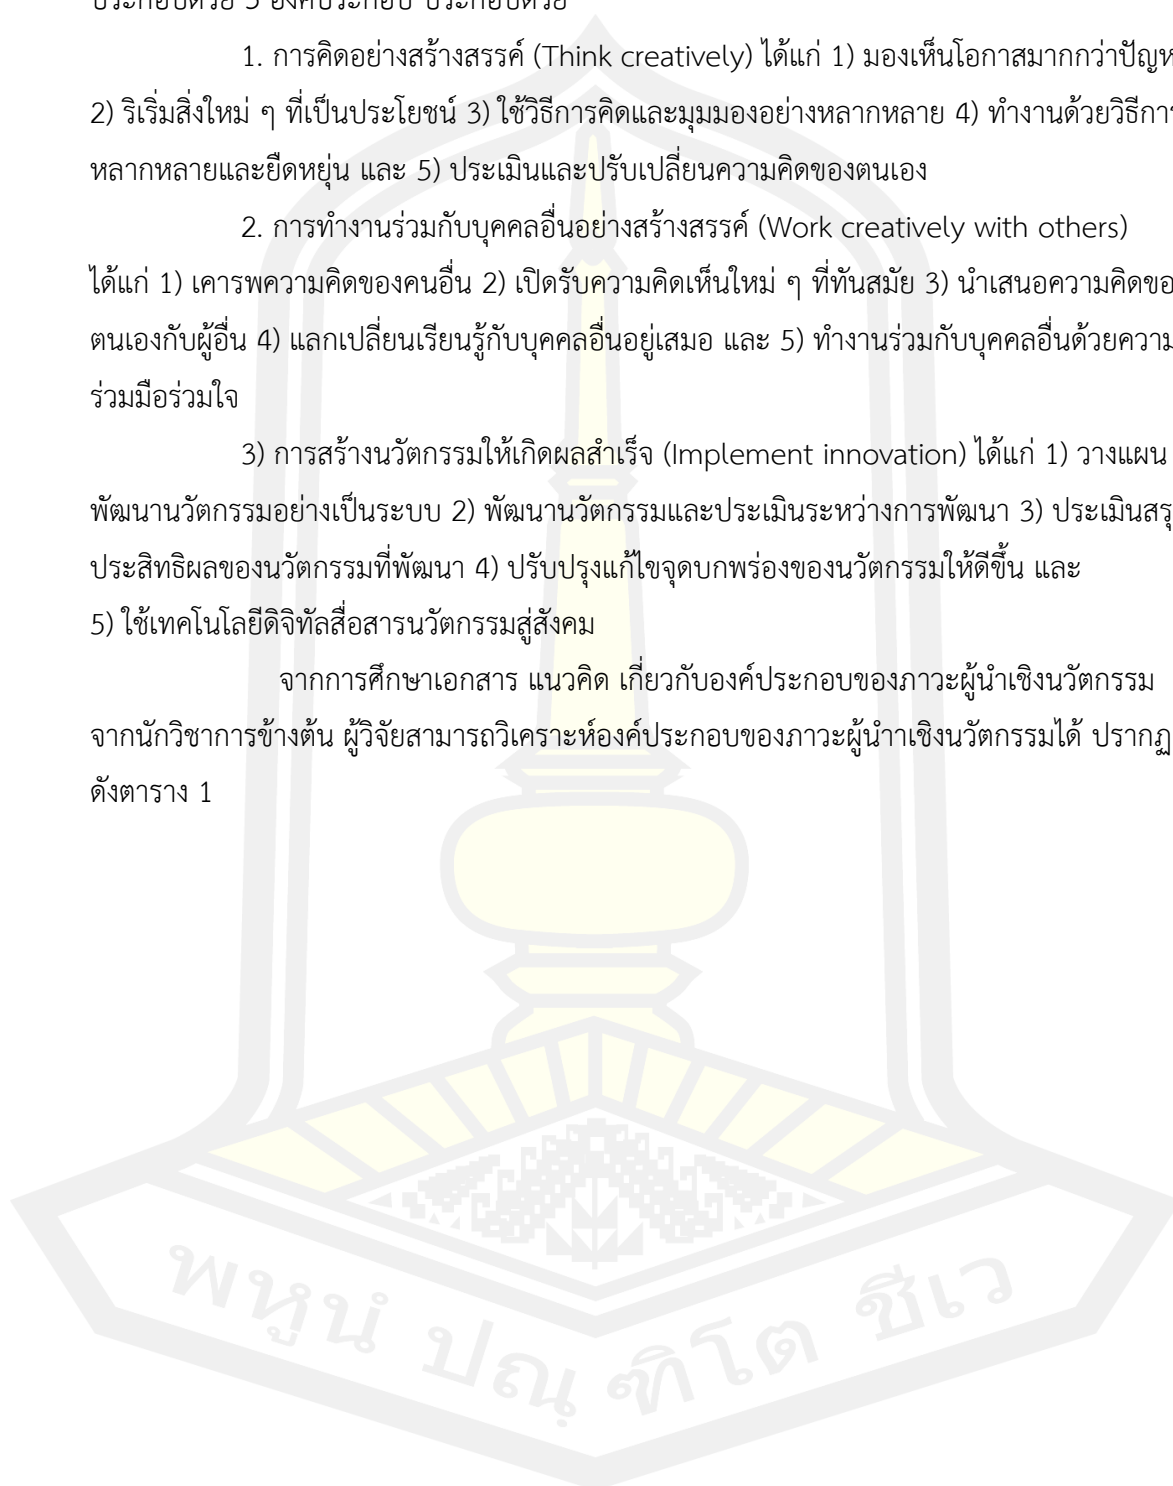 ประกอบด้วย 3 องค์ประกอบ ประกอบด้วย
1. การคิดอย่างสร้างสรรค์ (Think creatively) ได้แก่ 1) มองเห็นโอกาสมากกว่าปัญห
2) ริเริ่มสิ่งใหม่ ๆ ที่เป็นประโยชน์ 3) ใช้วิธีการคิดและมุมมองอย่างหลากหลาย 4) ทำงานด้วยวิธีการ
หลากหลายและยืดหยุ่น และ 5) ประเมินและปรับเปลี่ยนความคิดของตนเอง
2. การทำงานร่วมกับบุคคลอื่นอย่างสร้างสรรค์ (Work creatively with others)
ได้แก่ 1) เคารพความคิดของคนอื่น 2) เปิดรับความคิดเห็นใหม่ ๆ ที่ทันสมัย 3) นำเสนอความคิดขอ
ตนเองกับผู้อื่น 4) แลกเปลี่ยนเรียนรู้กับบุคคลอื่นอยู่เสมอ และ 5) ทำงานร่วมกับบุคคลอื่นด้วยความ
ร่วมมือร่วมใจ
3) การสร้างนวัตกรรมให้เกิดผลสำเร็จ (Implement innovation) ได้แก่ 1) วางแผน
พัฒนานวัตกรรมอย่างเป็นระบบ 2) พัฒนานวัตกรรมและประเมินระหว่างการพัฒนา 3) ประเมินสรุ
ประสิทธิผลของนวัตกรรมที่พัฒนา 4) ปรับปรุงแก้ไขจุดบกพร่องของนวัตกรรมให้ดีขึ้น และ
5) ใช้เทคโนโลยีดิจิทัลสื่อสารนวัตกรรมสู่สังคม
จากการศึกษาเอกสาร แนวคิด เกี่ยวกับองค์ประกอบของภาวะผู้นำเชิงนวัตกรรม
จากนักวิชาการข้างต้น ผู้วิจัยสามารถวิเคราะห์องค์ประกอบของภาวะผู้นำาเชิงนวัตกรรมได้ ปรากฏ
ดังตาราง 1
พหูนํ ปณฺฑิโต ชีเว